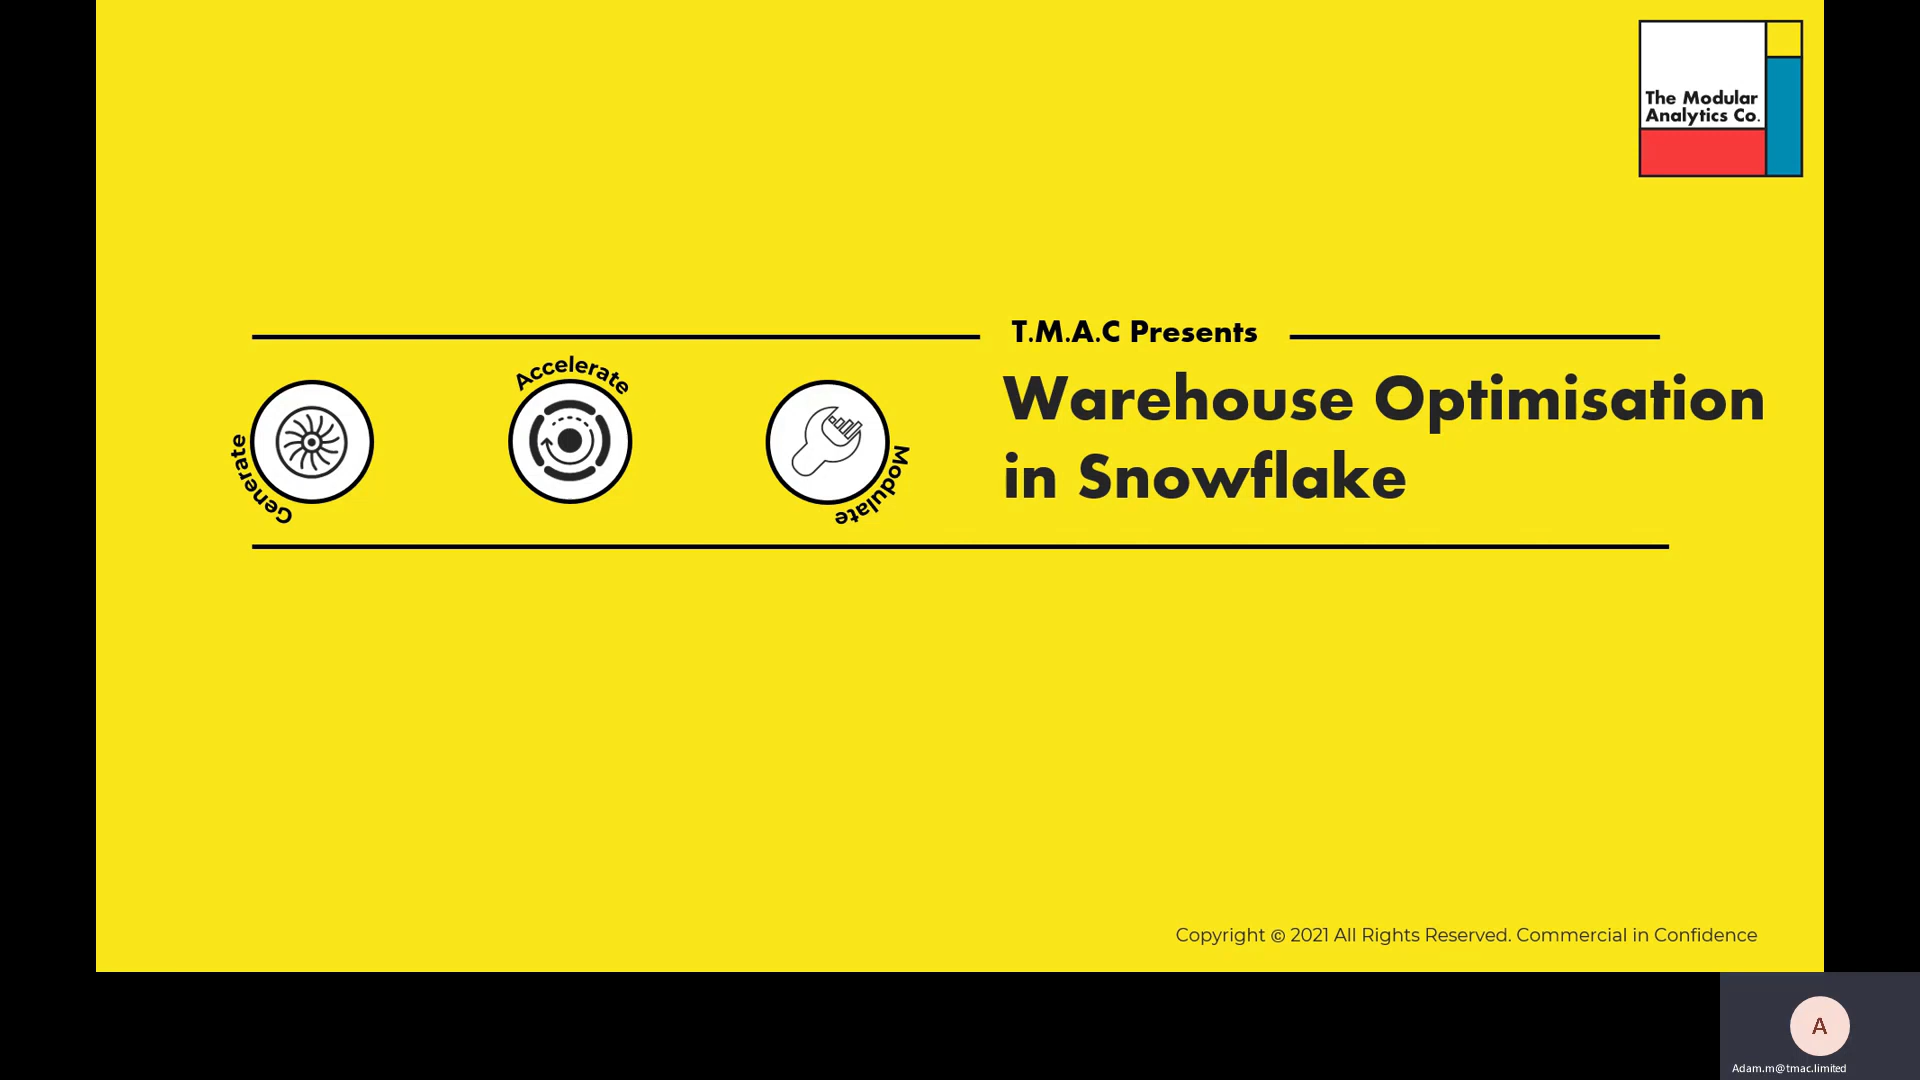 The Modular
Analytics Co.
T.M.A.C Presents
Generate
Accelerate
Modulate
Warehouse Optimisation
in Snowflake
Copyright © 2021 All Rights Reserved. Commercial in Confidence
A
Adam.m@tmac.limited